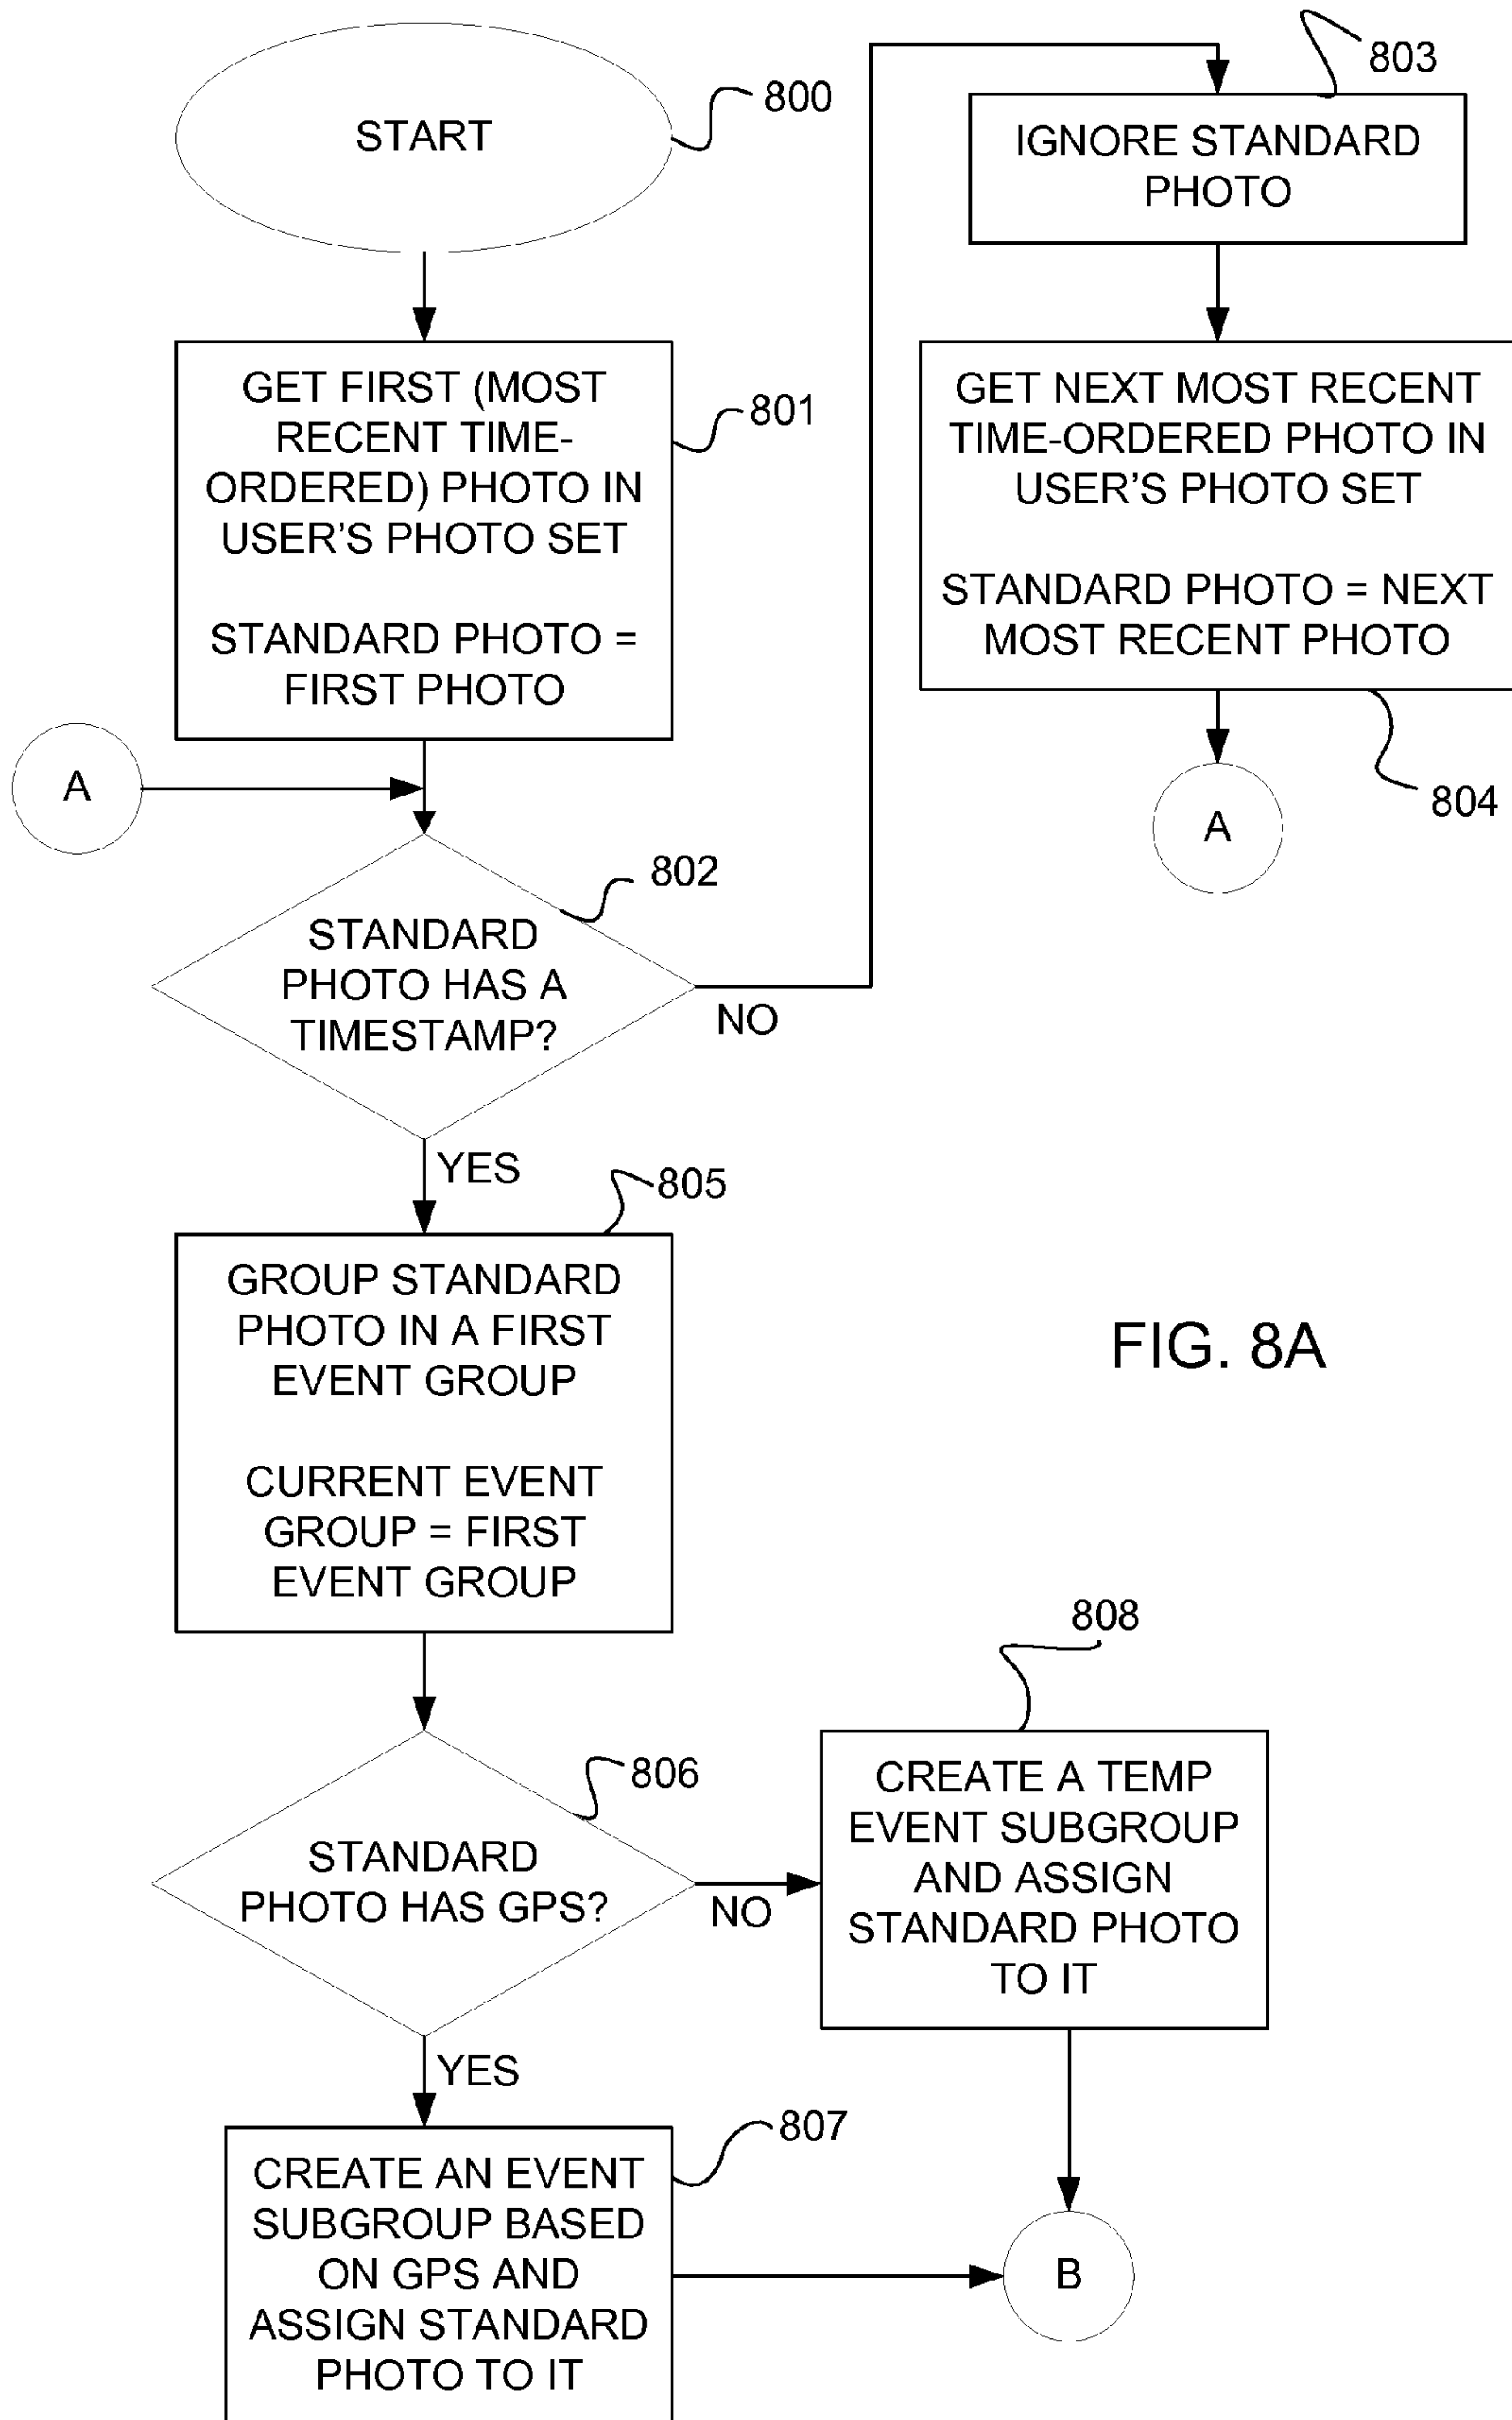 START
800
GET FIRST (MOST
RECENT TIME-
ORDERED) PHOTO IN
USER'S PHOTO SET
STANDARD PHOTO =
FIRST PHOTO
801
A
802
STANDARD
PHOTO HAS A
TIMESTAMP?
NO
YES
803
IGNORE STANDARD
PHOTO
GET NEXT MOST RECENT
TIME-ORDERED PHOTO IN
USER'S PHOTO SET
STANDARD PHOTO = NEXT
MOST RECENT PHOTO
804
A
805
GROUP STANDARD
PHOTO IN A FIRST
EVENT GROUP
CURRENT EVENT
GROUP = FIRST
EVENT GROUP
FIG. 8A
806
STANDARD
PHOTO HAS GPS?
NO
YES
808
CREATE A TEMP
EVENT SUBGROUP
AND ASSIGN
STANDARD PHOTO
TO IT
807
CREATE AN EVENT
SUBGROUP BASED
ON GPS AND
ASSIGN STANDARD
PHOTO TO IT
B